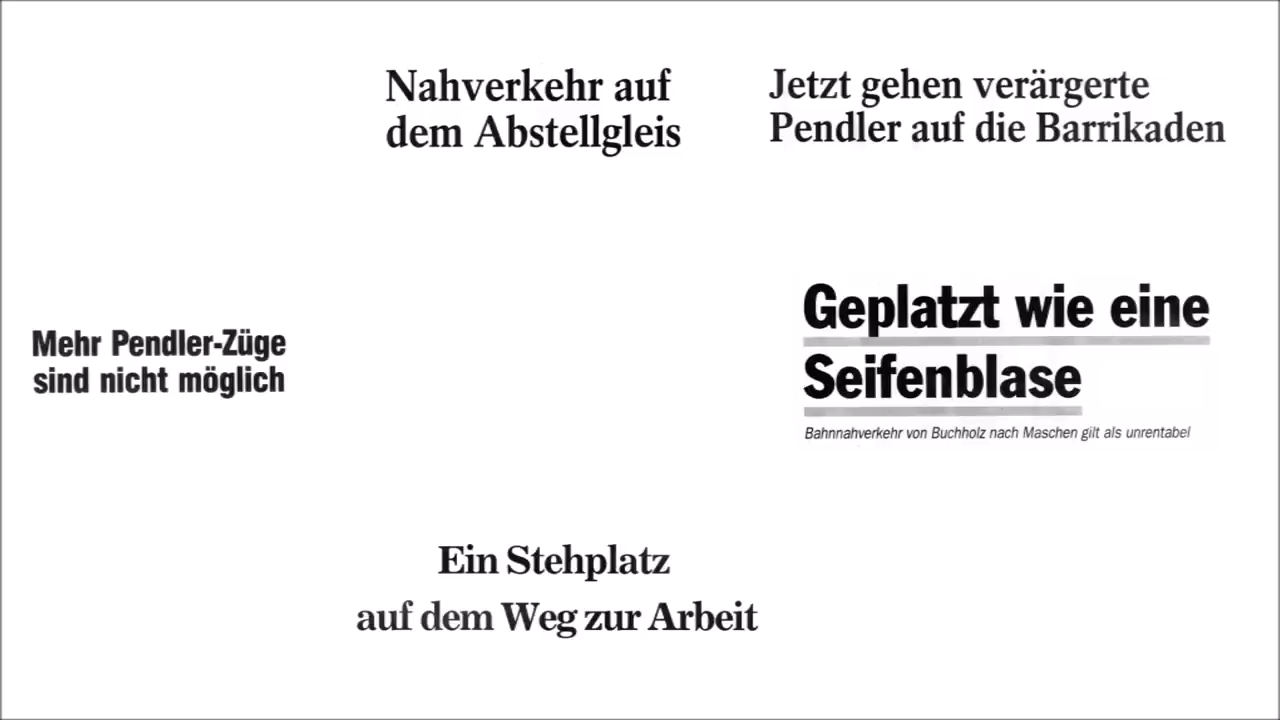 Nahverkehr auf
dem Abstellgleis
Jetzt gehen verärgerte
Pendler auf die Barrikaden
Mehr Pendler-Züge
sind nicht möglich
Geplatzt wie eine
Seifenblase
Bahnnahverkehr von Buchholz nach Maschen gilt als unrentabel
Ein Stehplatz
auf dem Weg zur Arbeit